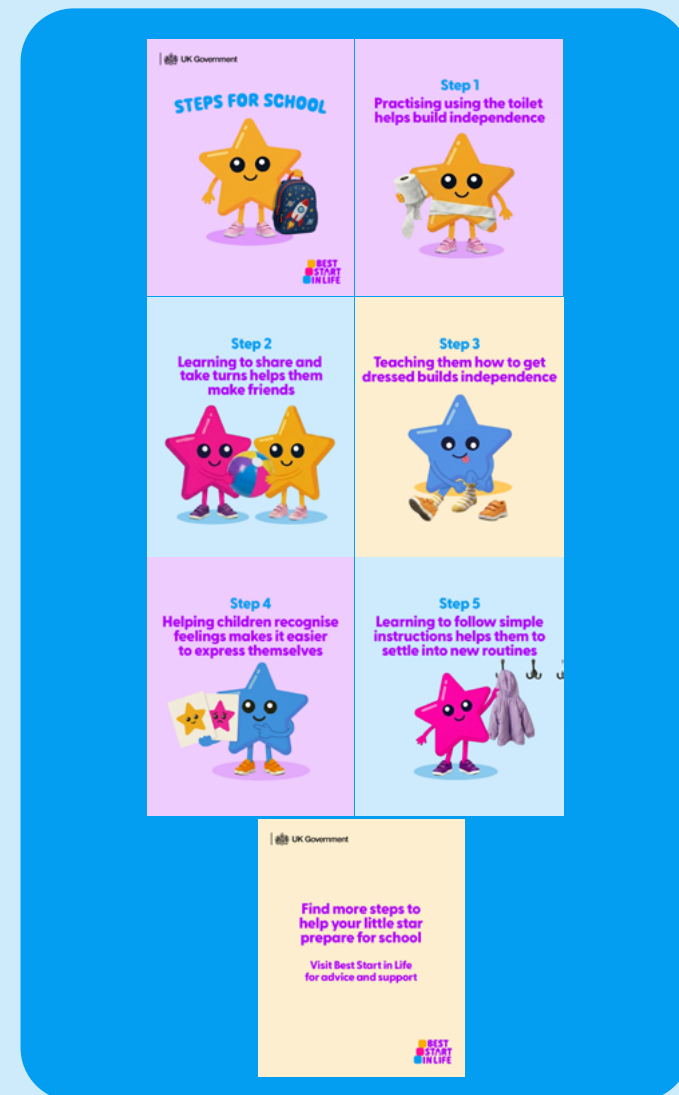 UK Government
STEPS FOR SCHOOL
BEST
START
IN LIFE
Step 1
Practising using the toilet
helps build independence
Step 2
Learning to share and
take turns helps them
make friends
Step 3
Teaching them how to get
dressed builds independence
Step 4
Helping children recognise
feelings makes it easier
to express themselves
Step 5
Learning to follow simple
instructions helps them to
settle into new routines
UK Government
Find more steps to
help your little star
prepare for school
Visit Best Start in Life
for advice and support
BEST
START
IN LIFE